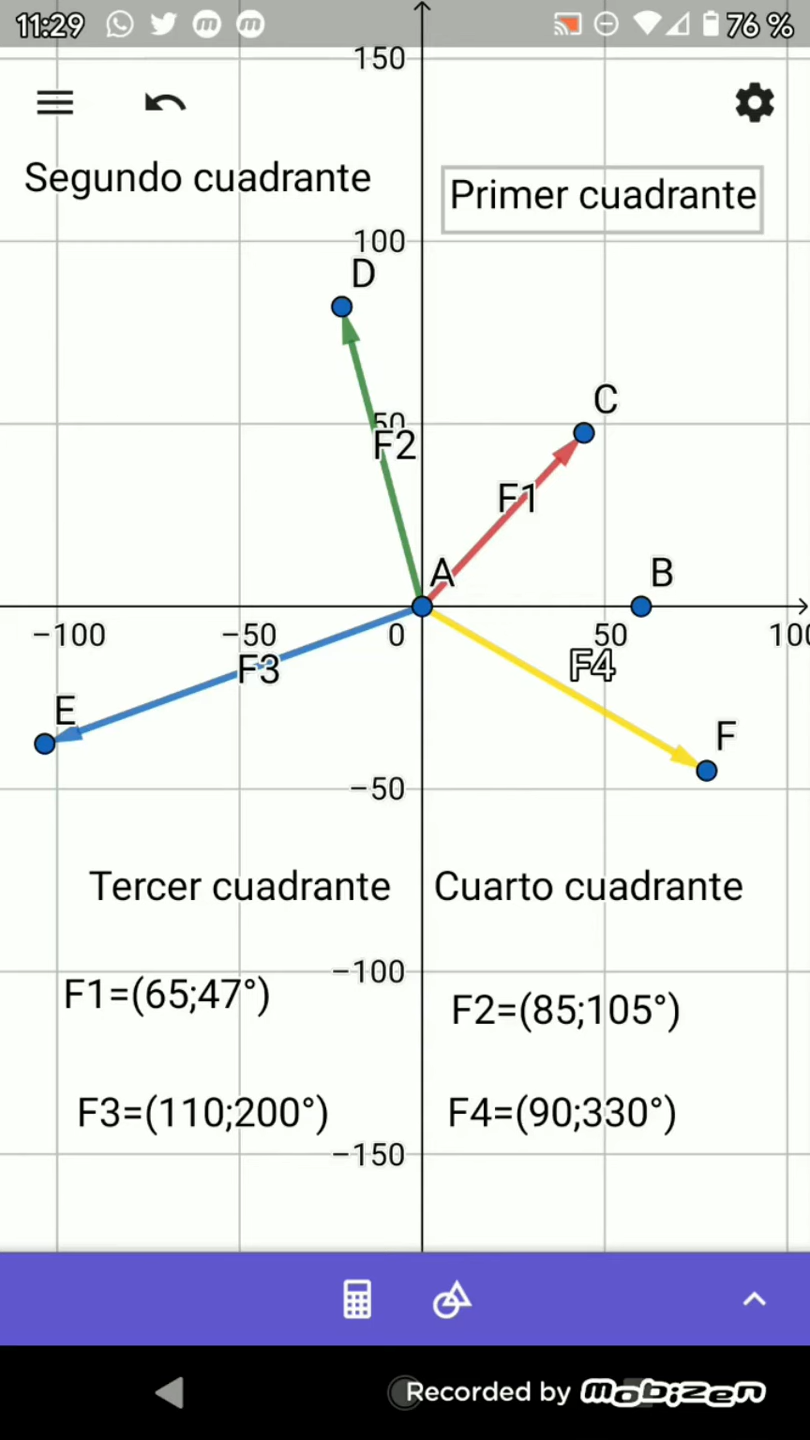 11:29
76 %
150
Segundo cuadrante
Primer cuadrante
100
D
C
50
F2
F1
A
B
−100
−50
0
50
100
F4
F3
E
F
−50
Tercer cuadrante
Cuarto cuadrante
−100
F1=(65;47°)
F2=(85;105°)
F3=(110;200°)
F4=(90;330°)
−150
Recorded by mobizen